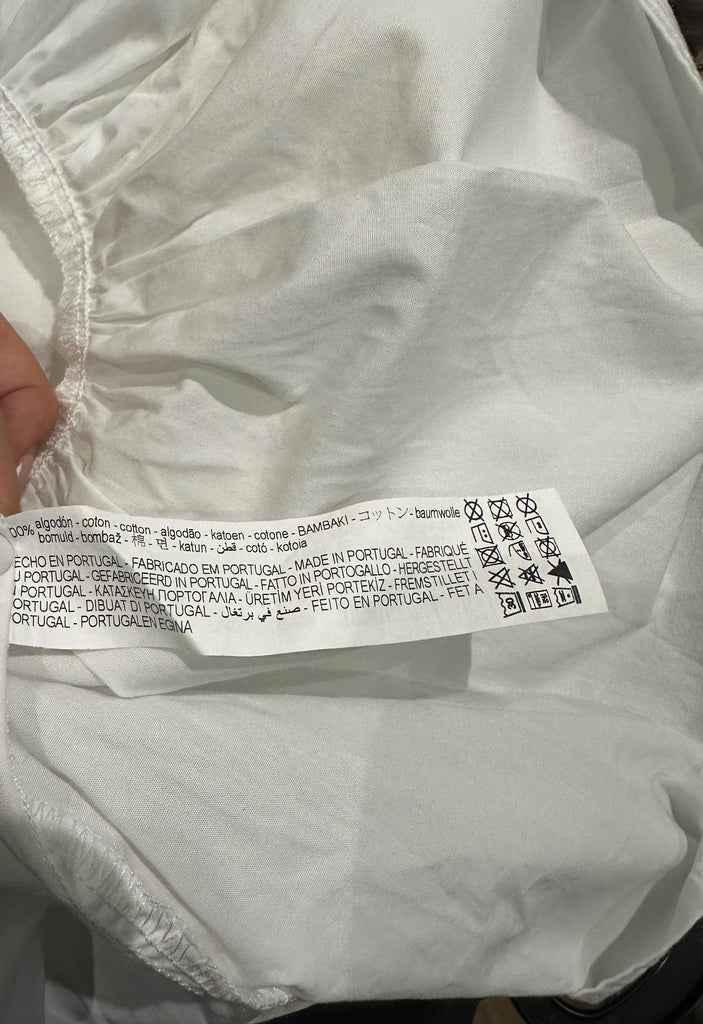 00% algodón - coton - cotton - algodão - katoen - cotone - BAMBAKI - コットン - baumwolle
bomuld - bombaž - 棉 - 면 - katun - قطن - cotó - kotoia
ECHO EN PORTUGAL - FABRICADO EM PORTUGAL - MADE IN PORTUGAL - FABRIQUÉ
U PORTUGAL - GEFABRICEERD IN PORTUGAL - FATTO IN PORTOGALLO - HERGESTELLT
N PORTUGAL - ΚΑΤΑΣΚΕΥΗ ΠΟΡΤΟΓΑΛΙΑ - ÜRETİM YERİ PORTEKİZ - FREMSTILLET I
ORTUGAL - DIBUAT DI PORTUGAL - صنع في برتغال - FEITO EN PORTUGAL - FET A
ORTUGAL - PORTUGALEN EGINA